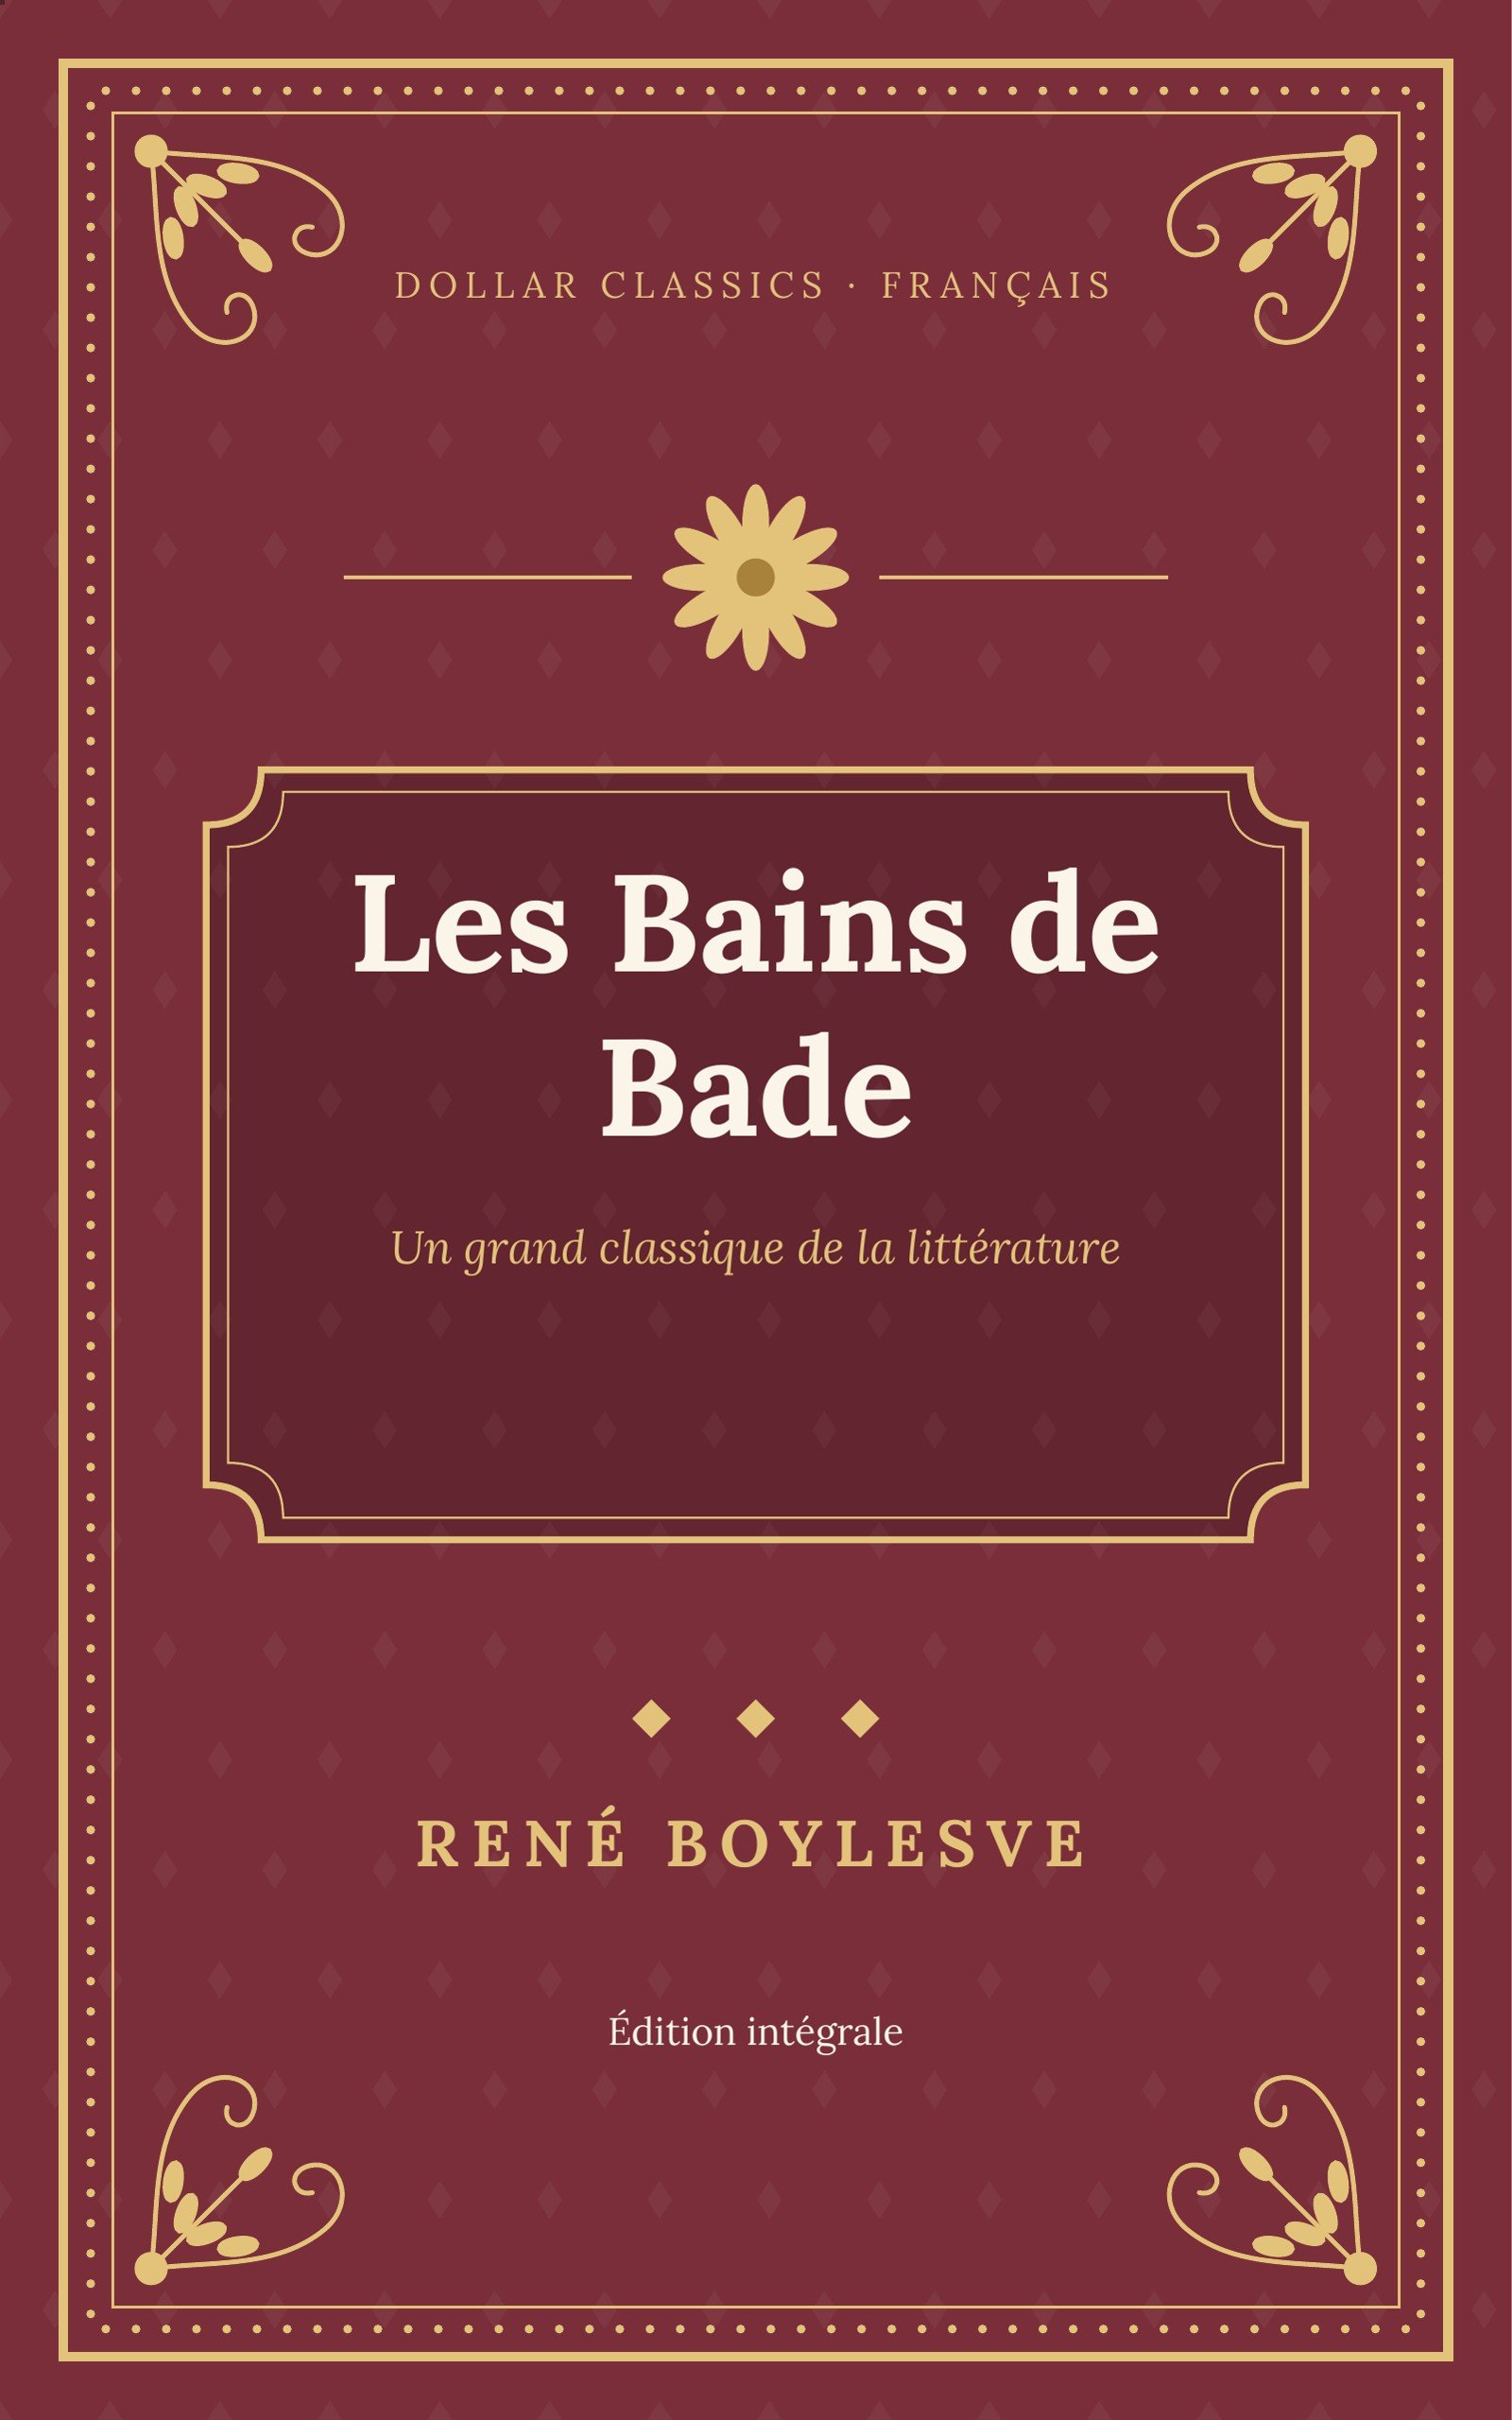 DOLLAR CLASSICS · FRANÇAIS
Les Bains de
Bade
Un grand classique de la littérature
RENÉ BOYLESVE
Édition intégrale